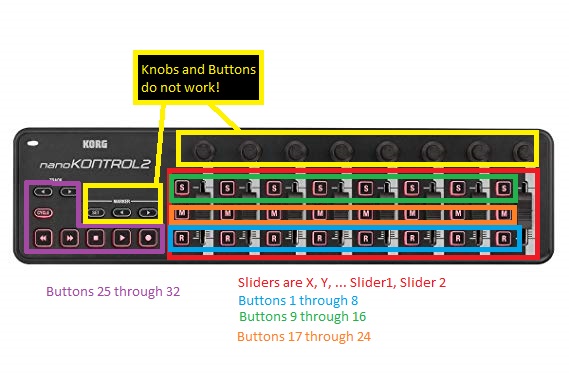 Knobs and Buttons
do not work!
KORG
nanoKONTROL2
TRACK
MARKER
CYCLE
SET
S S S S S S S S
M M M M M M M M
R R R R R R R R
Buttons 25 through 32
Sliders are X, Y, ... Slider1, Slider 2
Buttons 1 through 8
Buttons 9 through 16
Buttons 17 through 24